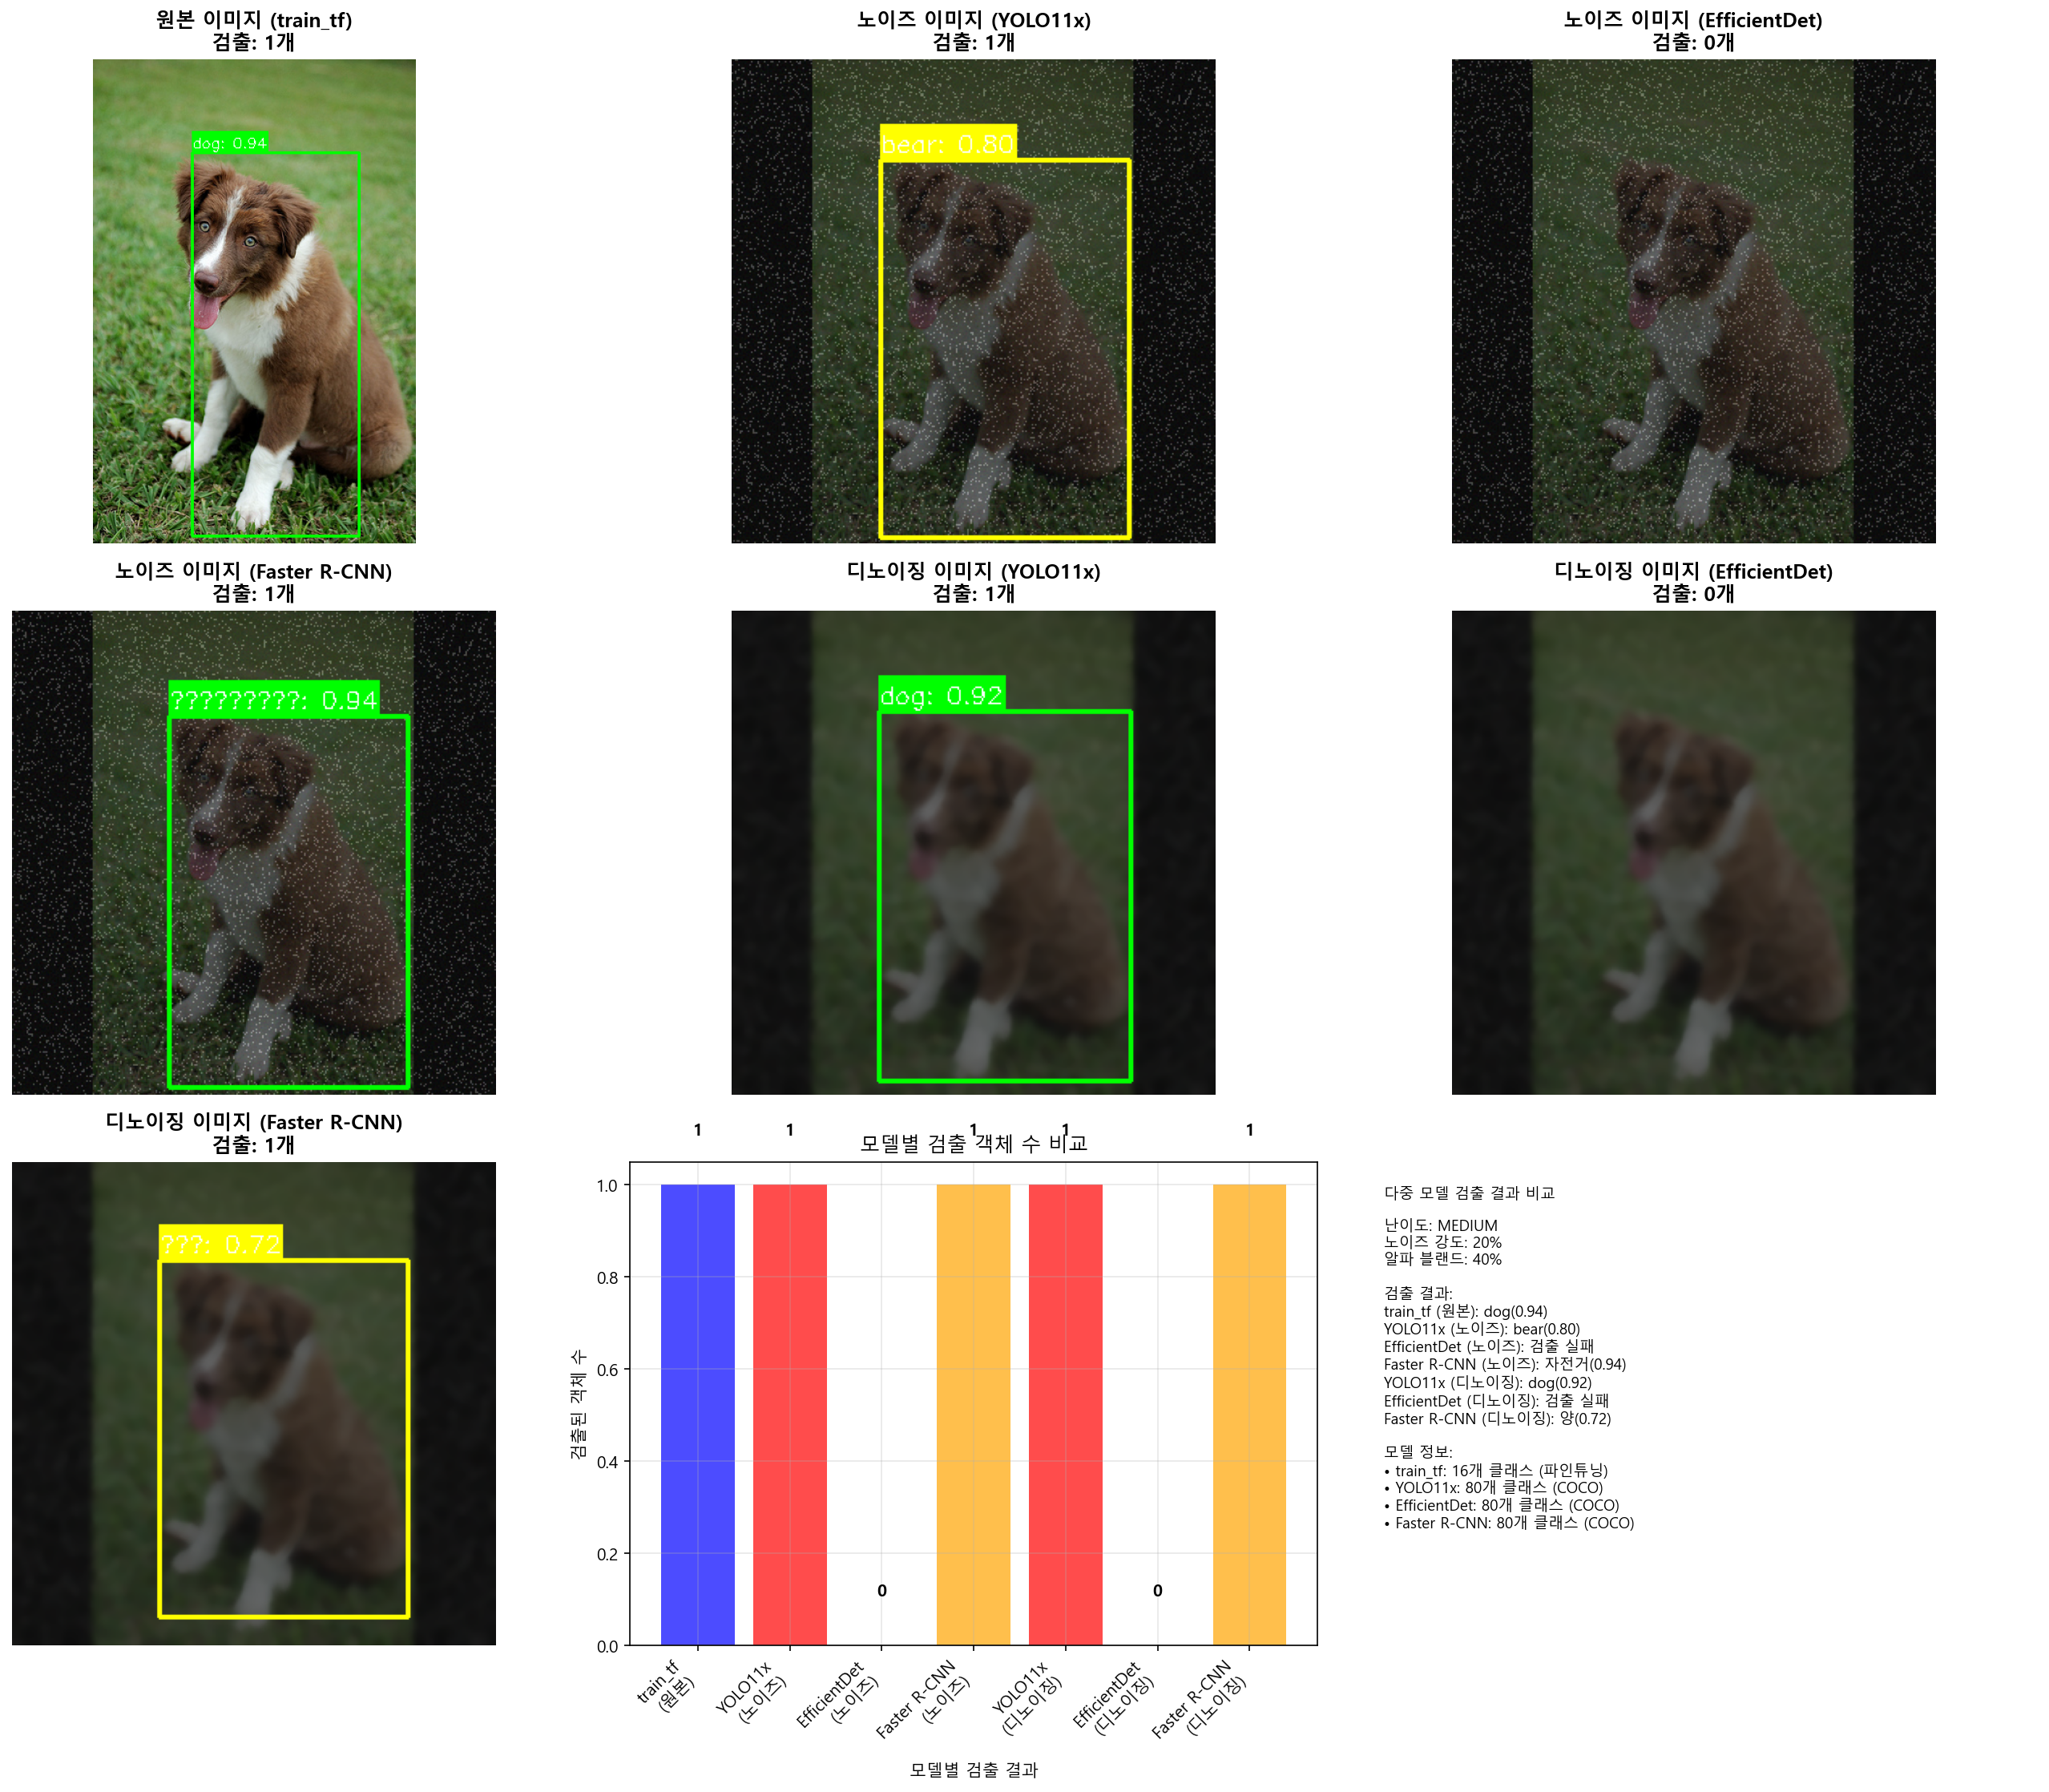 원본 이미지 (train_tf)
검출: 1개
dog: 0.94
노이즈 이미지 (YOLO11x)
검출: 1개
bear: 0.80
노이즈 이미지 (EfficientDet)
검출: 0개
노이즈 이미지 (Faster R-CNN)
검출: 1개
?????????: 0.94
디노이징 이미지 (YOLO11x)
검출: 1개
dog: 0.92
디노이징 이미지 (EfficientDet)
검출: 0개
디노이징 이미지 (Faster R-CNN)
검출: 1개
???: 0.72
모델별 검출 객체 수 비교
1 1 1 1 1
0 0
검출된 객체 수
1.0
0.8
0.6
0.4
0.2
0.0
train_tf
(원본)
YOLO11x
(노이즈)
EfficientDet
(노이즈)
Faster R-CNN
(노이즈)
YOLO11x
(디노이징)
EfficientDet
(디노이징)
Faster R-CNN
(디노이징)
모델별 검출 결과
다중 모델 검출 결과 비교
난이도: MEDIUM
노이즈 강도: 20%
알파 블랜드: 40%
검출 결과:
train_tf (원본): dog(0.94)
YOLO11x (노이즈): bear(0.80)
EfficientDet (노이즈): 검출 실패
Faster R-CNN (노이즈): 자전거(0.94)
YOLO11x (디노이징): dog(0.92)
EfficientDet (디노이징): 검출 실패
Faster R-CNN (디노이징): 양(0.72)
모델 정보:
• train_tf: 16개 클래스 (파인튜닝)
• YOLO11x: 80개 클래스 (COCO)
• EfficientDet: 80개 클래스 (COCO)
• Faster R-CNN: 80개 클래스 (COCO)